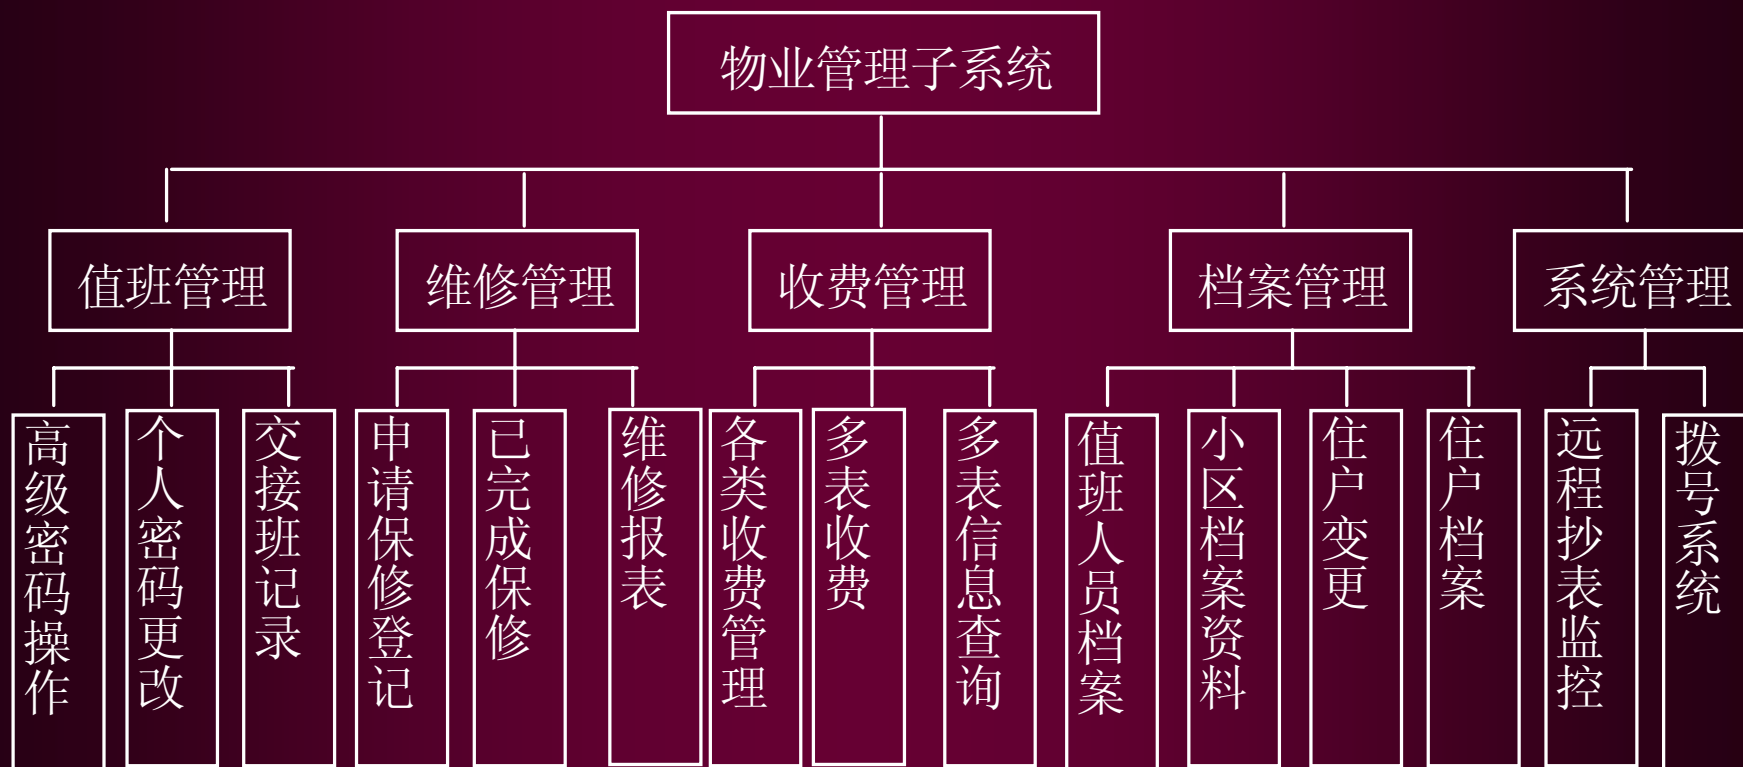 物业管理子系统
值班管理
维修管理
收费管理
档案管理
系统管理
高级密码操作
个人密码更改
交接班记录
申请保修登记
已完成保修
维修报表
各类收费管理
多表收费
多表信息查询
值班人员档案
小区档案资料
住户变更
住户档案
远程抄表监控
拨号系统